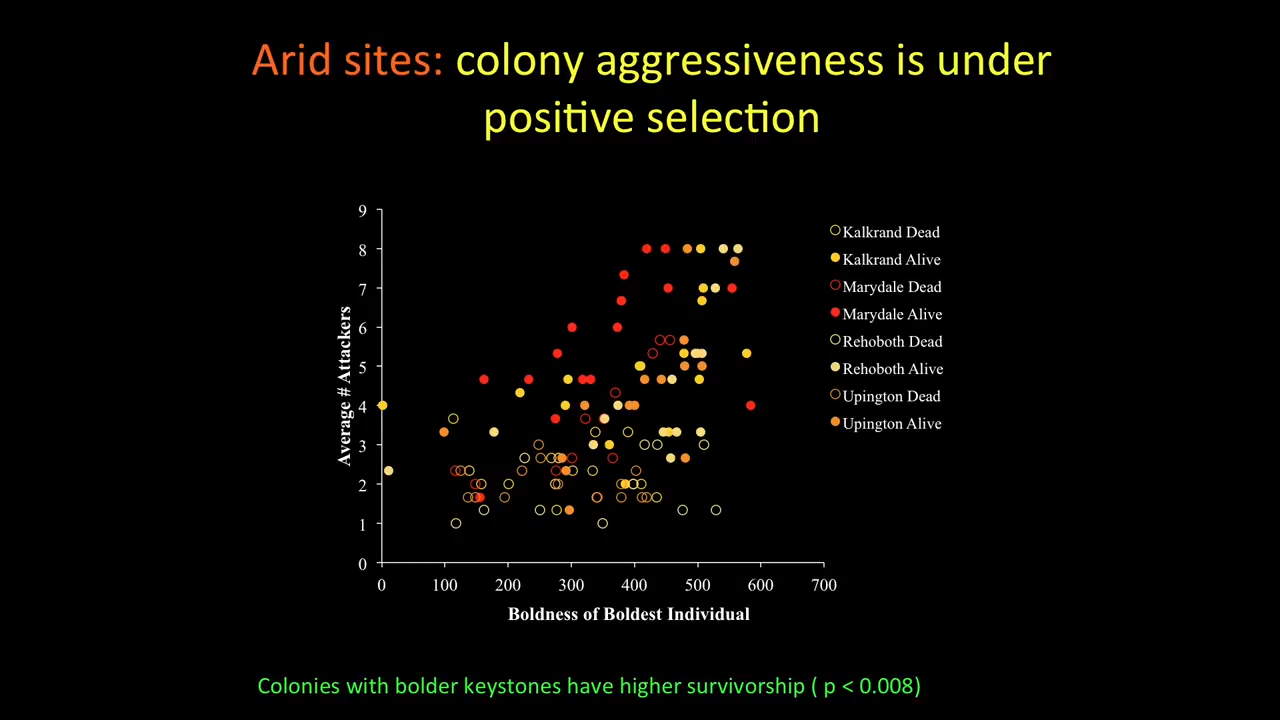 Arid sites: colony aggressiveness is under
positive selection
9
8
7
6
5
4
3
2
1
0
Average # Attackers
0 100 200 300 400 500 600 700
Boldness of Boldest Individual
Kalkrand Dead
Kalkrand Alive
Marydale Dead
Marydale Alive
Rehoboth Dead
Rehoboth Alive
Upington Dead
Upington Alive
Colonies with bolder keystones have higher survivorship ( p < 0.008)